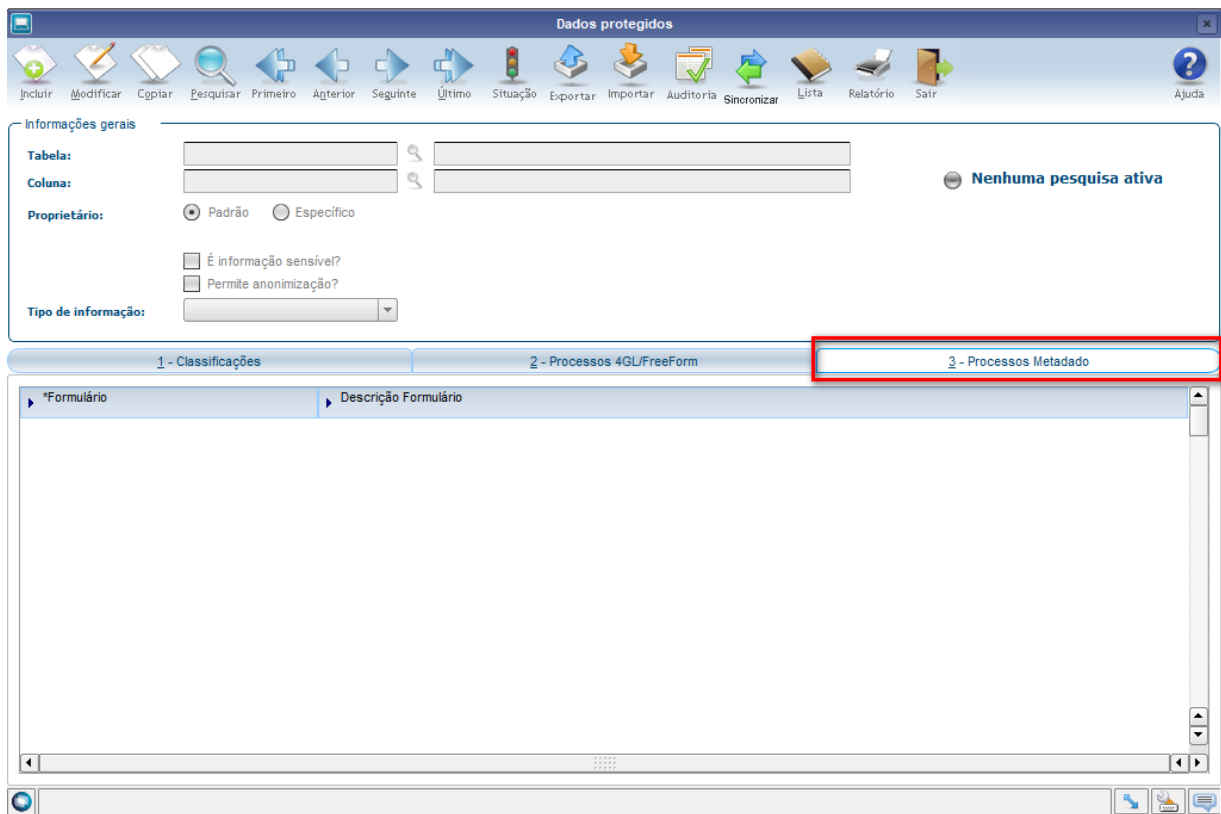 Dados protegidos
Incluir Modificar Copiar Pesquisar Primeiro Anterior Seguinte Último Situação Exportar Importar Auditoria Sincronizar Lista Relatório Sair Ajuda
Informações gerais
Tabela:
Coluna:
Nenhuma pesquisa ativa
Proprietário: Padrão Específico
É informação sensível?
Permite anonimização?
Tipo de informação:
1 - Classificações 2 - Processos 4GL/FreeForm 3 - Processos Metadado
*Formulário Descrição Formulário